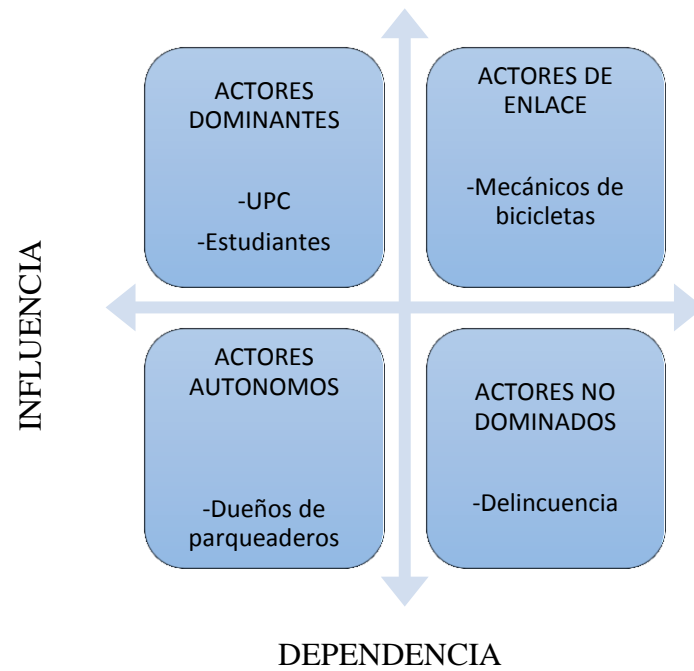 ACTORES
DOMINANTES
-UPC
-Estudiantes
ACTORES DE
ENLACE
-Mecánicos de
bicicletas
INFLUENCIA
ACTORES
AUTONOMOS
-Dueños de
parqueaderos
ACTORES NO
DOMINADOS
-Delincuencia
DEPENDENCIA